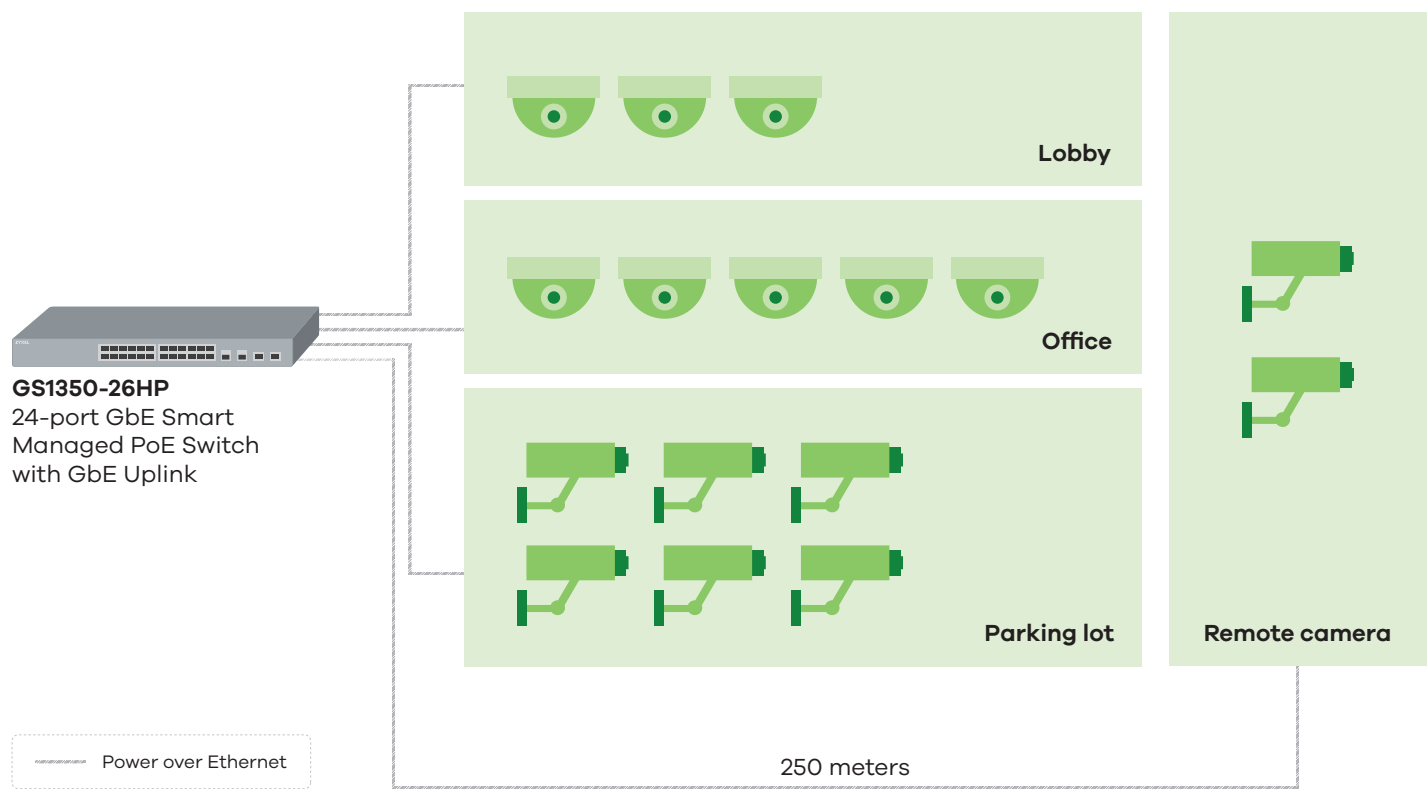 Lobby
Office
ZYXEL
GS1350-26HP
24-port GbE Smart
Managed PoE Switch
with GbE Uplink
Parking lot
Remote camera
Power over Ethernet
250 meters